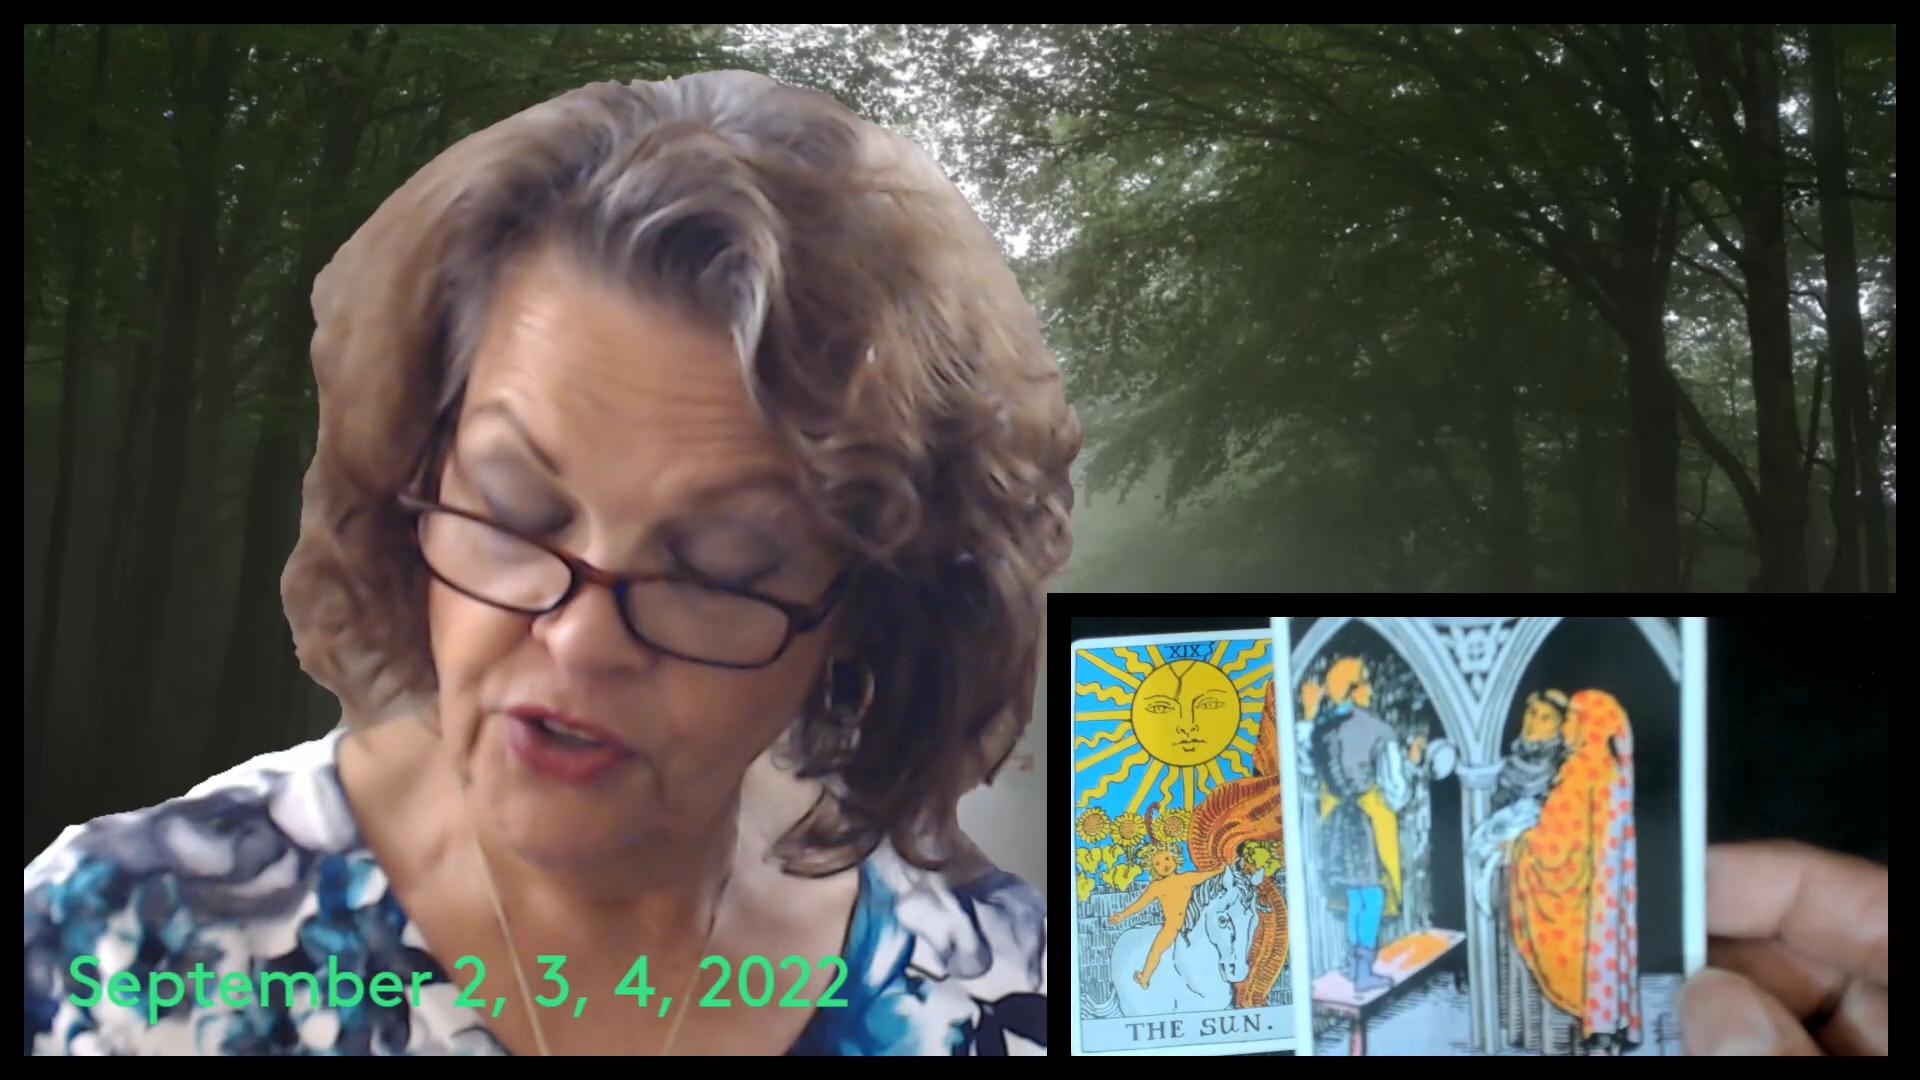 September 2, 3, 4, 2022
XIX
THE SUN.